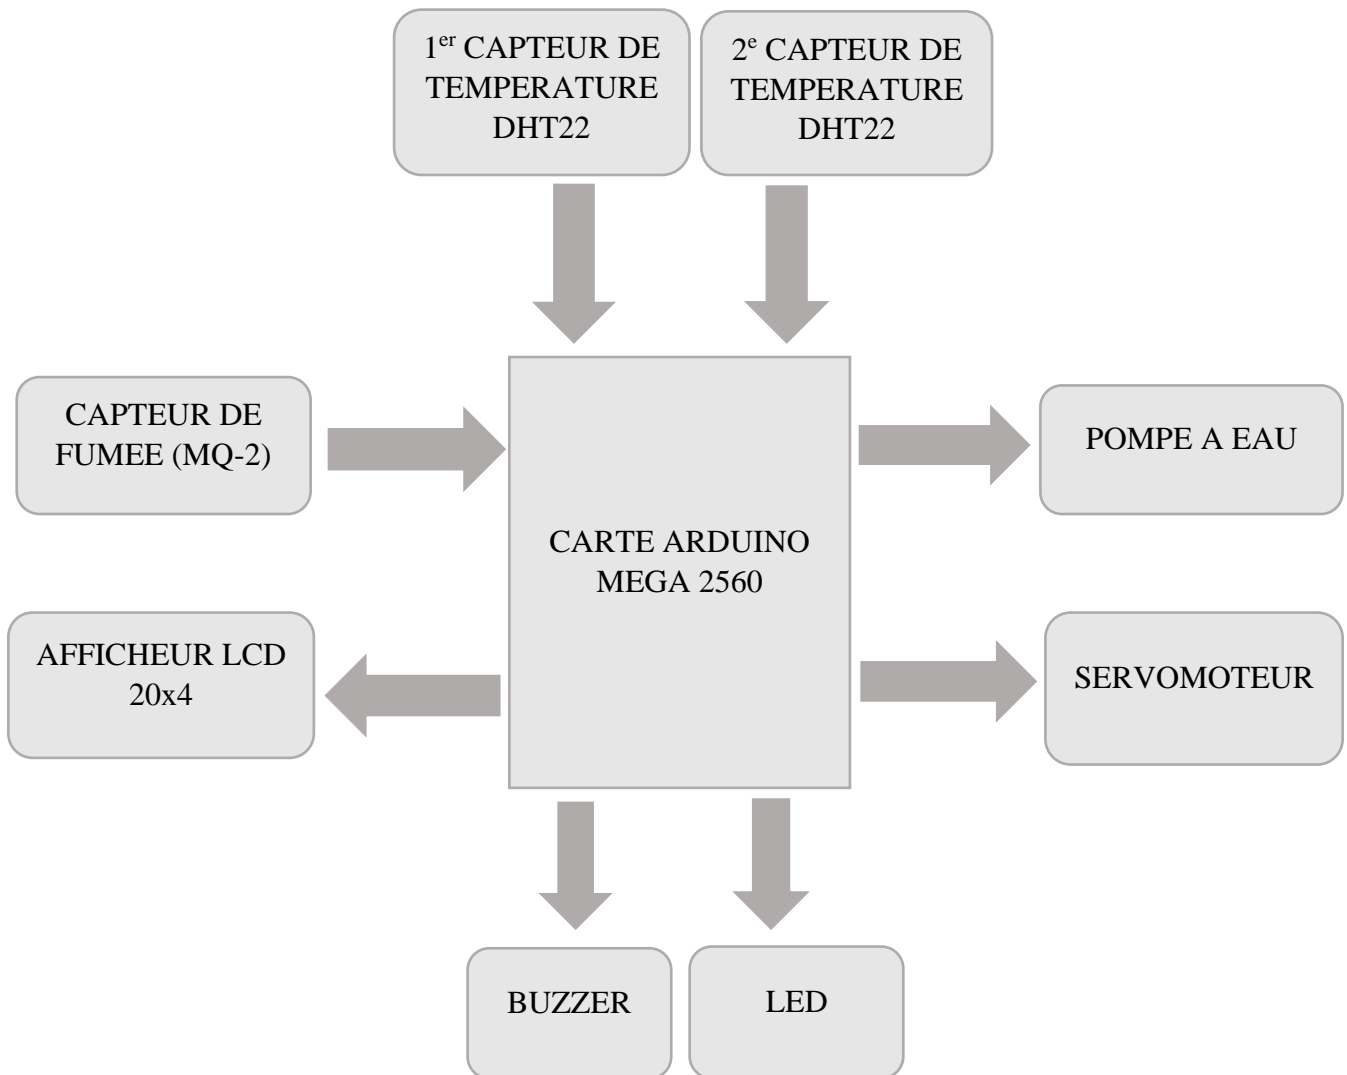 1er CAPTEUR DE
TEMPERATURE
DHT22
2e CAPTEUR DE
TEMPERATURE
DHT22
CAPTEUR DE
FUMEE (MQ-2)
POMPE A EAU
CARTE ARDUINO
MEGA 2560
AFFICHEUR LCD
20x4
SERVOMOTEUR
BUZZER
LED